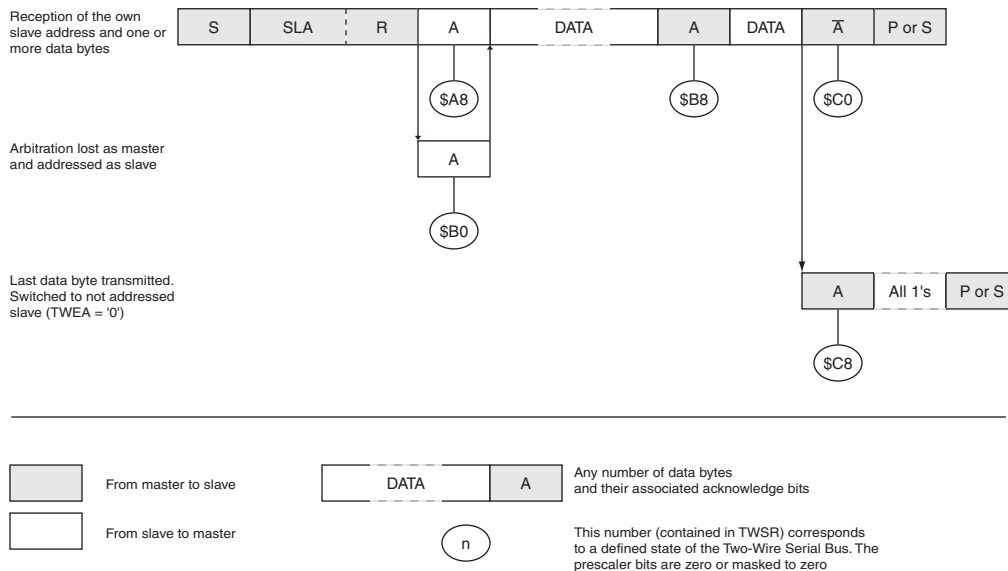 Reception of the own
slave address and one or
more data bytes
S SLA R A DATA A DATA A̅ P or S
$A8 $B8 $C0
Arbitration lost as master
and addressed as slave
A
$B0
Last data byte transmitted.
Switched to not addressed
slave (TWEA = '0')
A All 1's P or S
$C8
From master to slave
DATA A
Any number of data bytes
and their associated acknowledge bits
From slave to master
n
This number (contained in TWSR) corresponds
to a defined state of the Two-Wire Serial Bus. The
prescaler bits are zero or masked to zero